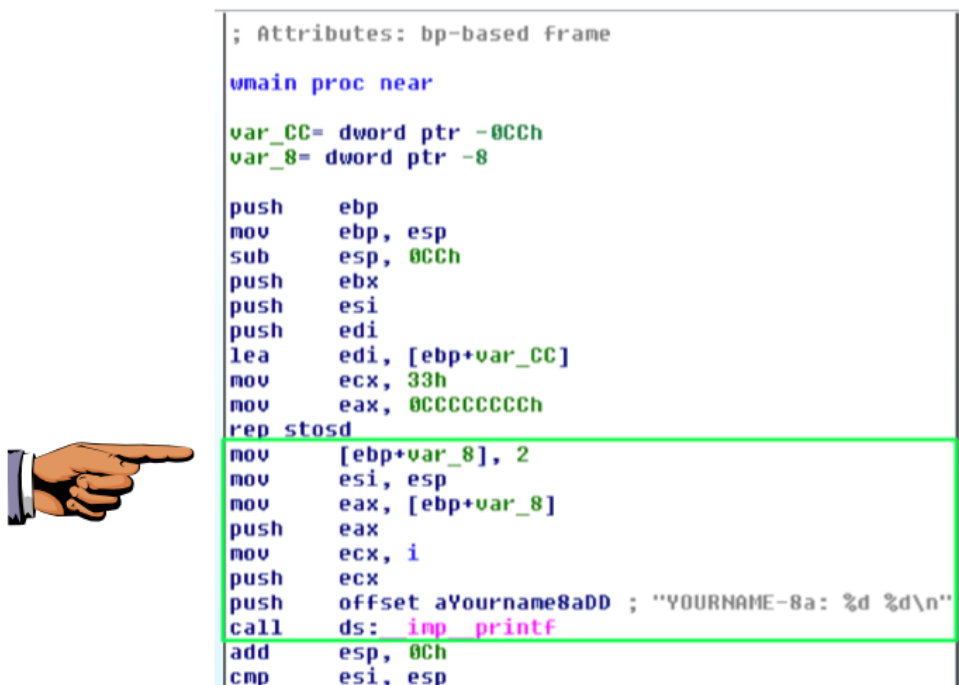 ; Attributes: bp-based frame
wmain proc near
var_CC= dword ptr -0CCh
var_8= dword ptr -8
push ebp
mov ebp, esp
sub esp, 0CCh
push ebx
push esi
push edi
lea edi, [ebp+var_CC]
mov ecx, 33h
mov eax, 0CCCCCCCCh
rep stosd
mov [ebp+var_8], 2
mov esi, esp
mov eax, [ebp+var_8]
push eax
mov ecx, i
push ecx
push offset aYourname8aDD ; "YOURNAME-8a: %d %d\n"
call ds:__imp__printf
add esp, 0Ch
cmp esi, esp